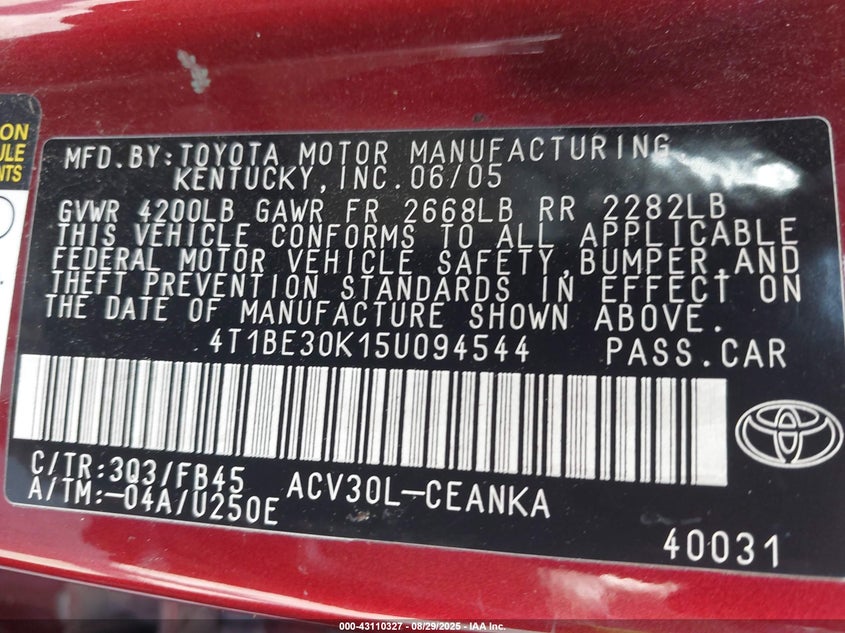 ON
ULE
NTS
MFD.BY:TOYOTA MOTOR MANUFACTURING
KENTUCKY,INC.06/05
GVWR 4200LB GAWR FR 2668LB RR 2282LB
THIS VEHICLE CONFORMS TO ALL APPLICABLE
FEDERAL MOTOR VEHICLE SAFETY,BUMPER,AND
THEFT PREVENTION STANDARDS IN EFFECT ON
THE DATE OF MANUFACTURE SHOWN ABOVE.
4T1BE30K15U094544 PASS.CAR
C/TR:3Q3/FB45 ACV30L-CEANKA
A/TM:-04A/U250E
40031
000-43110327 - 08/29/2025 - IAA Inc.